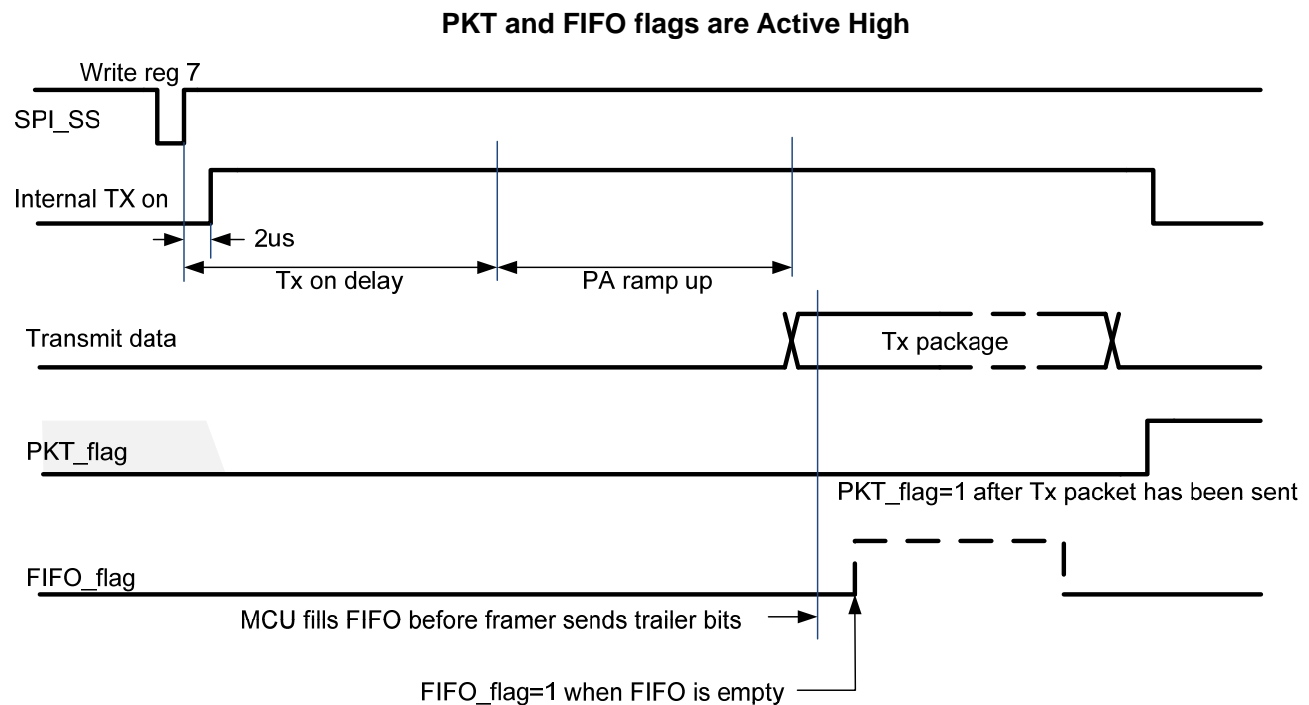 PKT and FIFO flags are Active High
Write reg 7
SPI_SS
Internal TX on
2us
Tx on delay
PA ramp up
Transmit data
Tx package
PKT_flag
PKT_flag=1 after Tx packet has been sent
FIFO_flag
MCU fills FIFO before framer sends trailer bits
FIFO_flag=1 when FIFO is empty